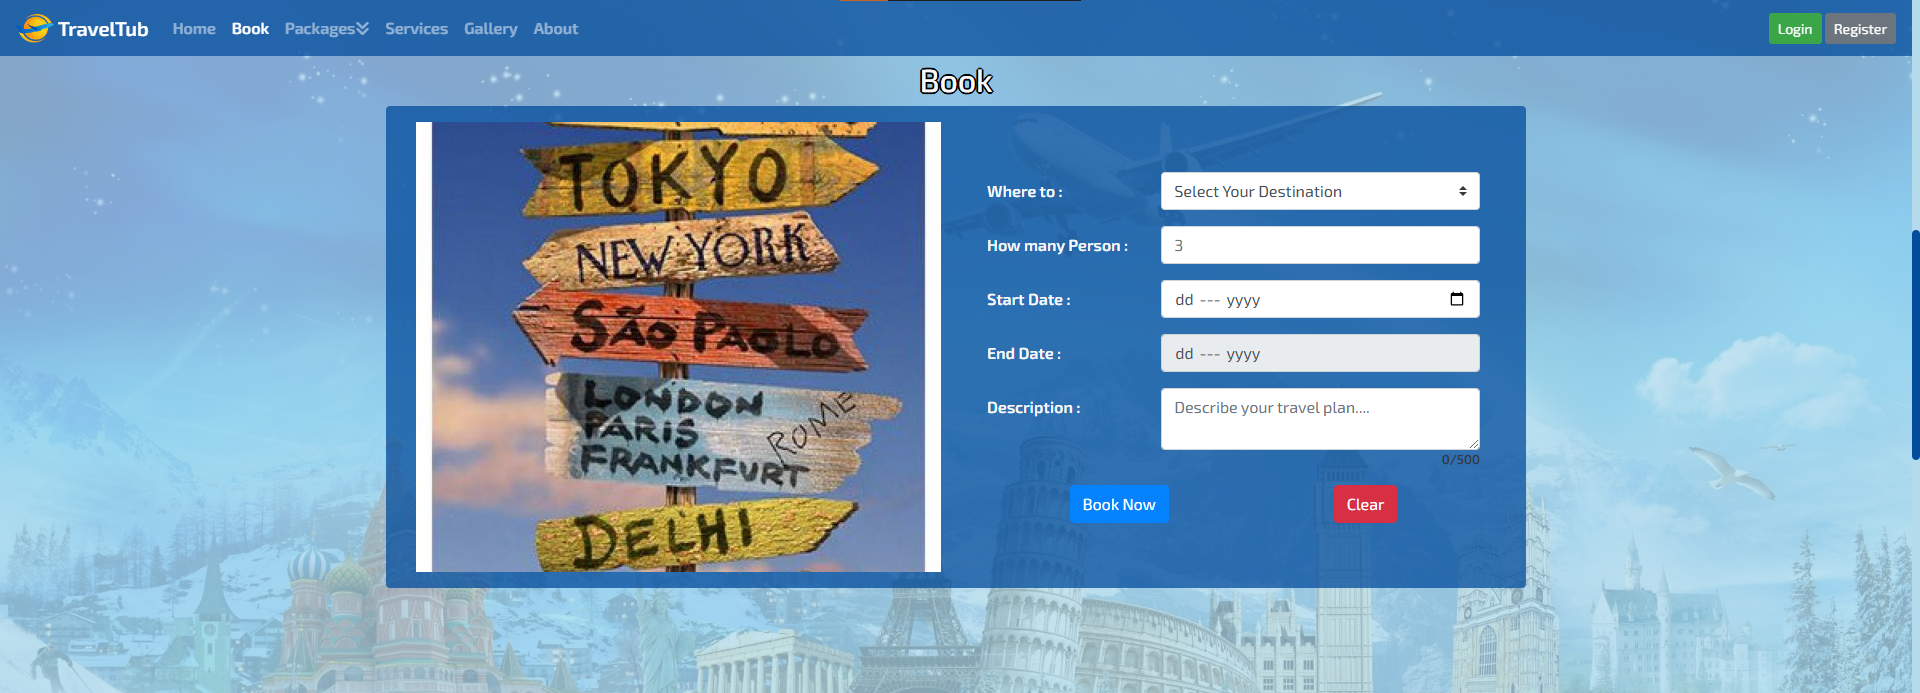 TravelTub Home Book Packages Services Gallery About Login Register
Book
TOKYO
NEW YORK
SÃO PAOLO
LONDON
PARIS
ROME
FRANKFURT
DELHI
Where to : Select Your Destination
How many Person : 3
Start Date : dd --- yyyy
End Date : dd --- yyyy
Description : Describe your travel plan....
0/500
Book Now Clear